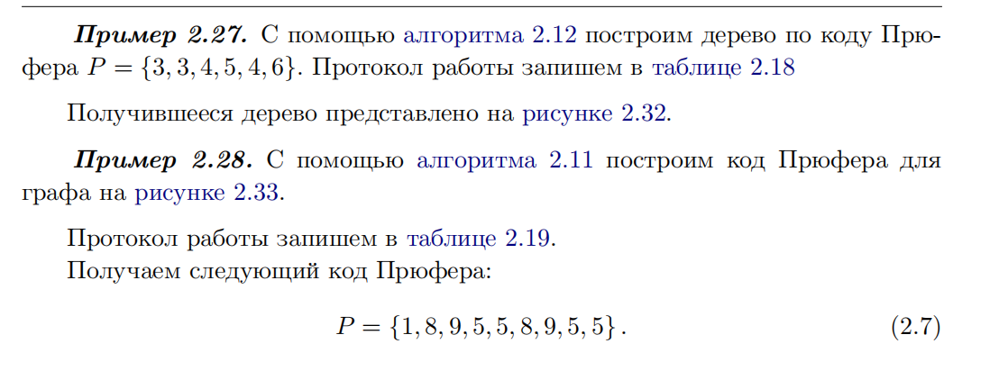 Пример 2.27. С помощью алгоритма 2.12 построим дерево по коду Прю-
фера P = {3, 3, 4, 5, 4, 6}. Протокол работы запишем в таблице 2.18
Получившееся дерево представлено на рисунке 2.32.
Пример 2.28. С помощью алгоритма 2.11 построим код Прюфера для
графа на рисунке 2.33.
Протокол работы запишем в таблице 2.19.
Получаем следующий код Прюфера:
P = {1, 8, 9, 5, 5, 8, 9, 5, 5} . (2.7)